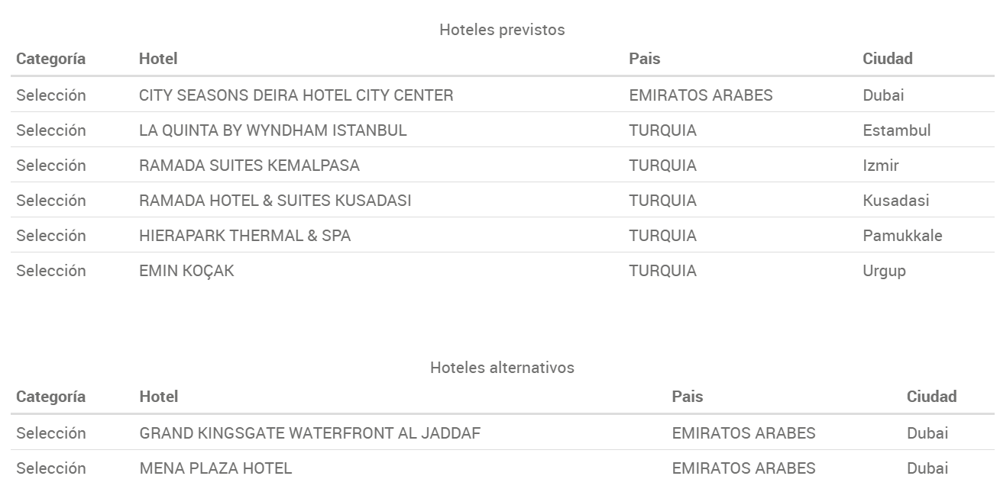 Hoteles previstos
Categoría Hotel Pais Ciudad
Selección CITY SEASONS DEIRA HOTEL CITY CENTER EMIRATOS ARABES Dubai
Selección LA QUINTA BY WYNDHAM ISTANBUL TURQUIA Estambul
Selección RAMADA SUITES KEMALPASA TURQUIA Izmir
Selección RAMADA HOTEL & SUITES KUSADASI TURQUIA Kusadasi
Selección HIERAPARK THERMAL & SPA TURQUIA Pamukkale
Selección EMIN KOÇAK TURQUIA Urgup
Hoteles alternativos
Categoría Hotel Pais Ciudad
Selección GRAND KINGSGATE WATERFRONT AL JADDAF EMIRATOS ARABES Dubai
Selección MENA PLAZA HOTEL EMIRATOS ARABES Dubai